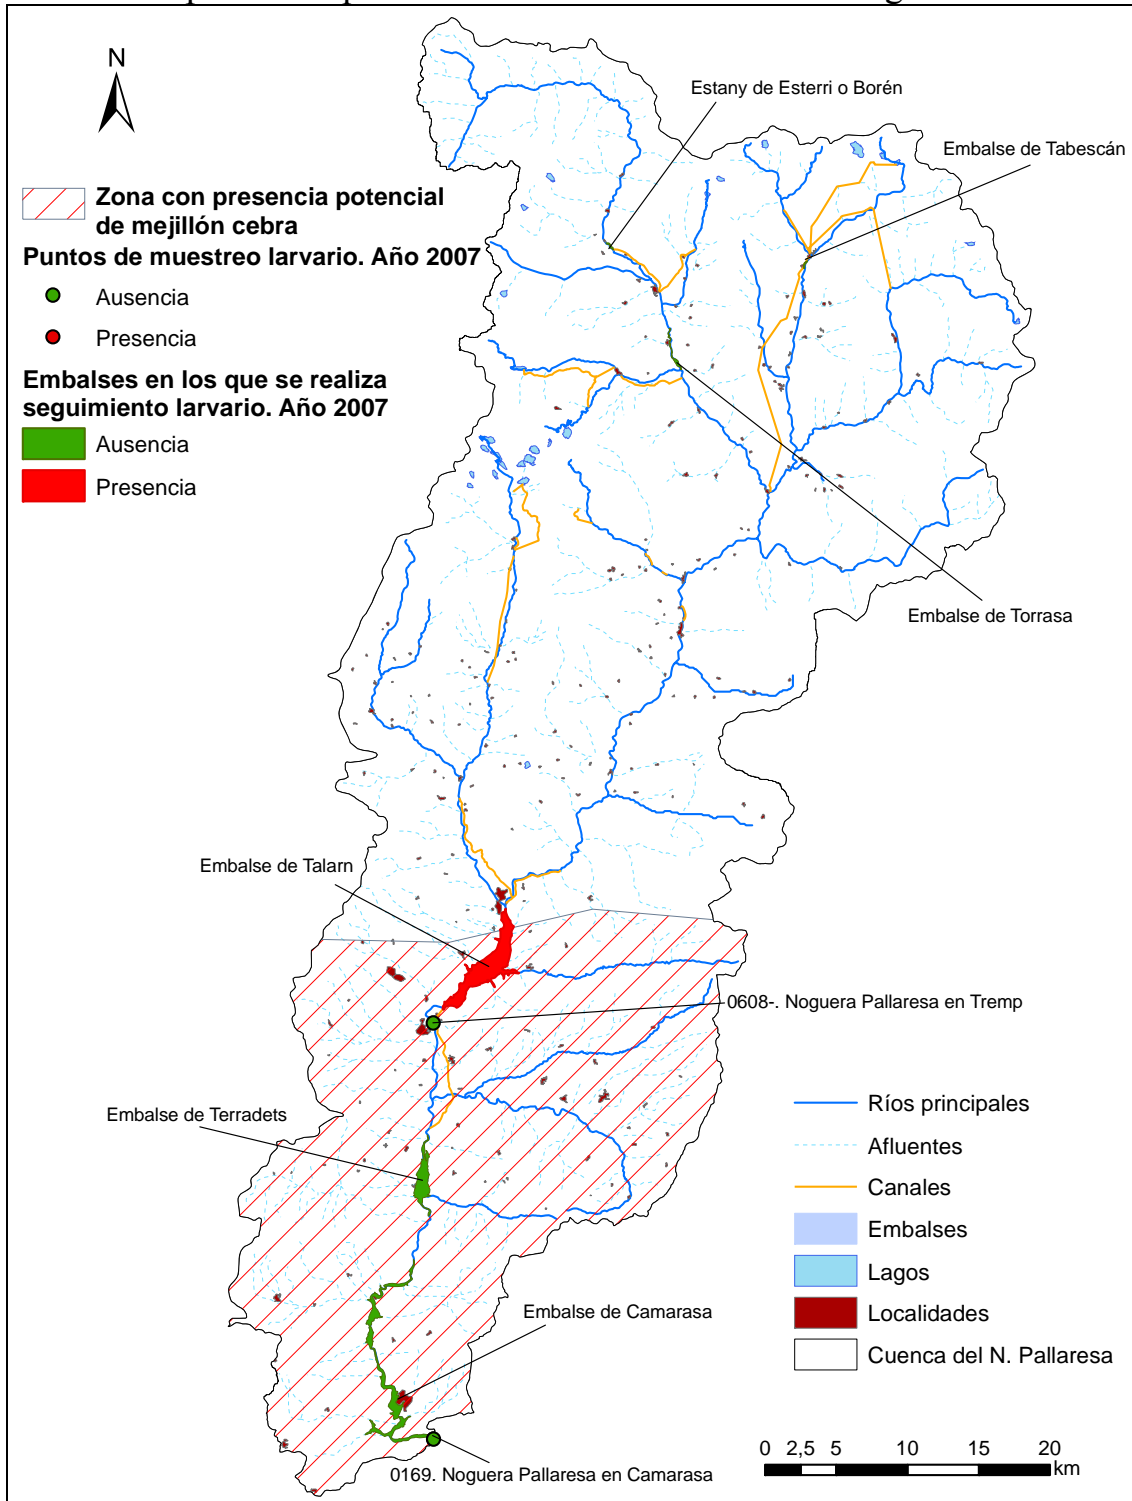 N
Estany de Esterri o Borén
Embalse de Tabescán
Zona con presencia potencial
de mejillón cebra
Puntos de muestreo larvario. Año 2007
Ausencia
Presencia
Embalses en los que se realiza
seguimiento larvario. Año 2007
Ausencia
Presencia
Embalse de Torrasa
Embalse de Talarn
0608-. Noguera Pallaresa en Tremp
Embalse de Terradets
Ríos principales
Afluentes
Canales
Embalses
Lagos
Localidades
Cuenca del N. Pallaresa
Embalse de Camarasa
0169. Noguera Pallaresa en Camarasa
0 2,5 5 10 15 20
km